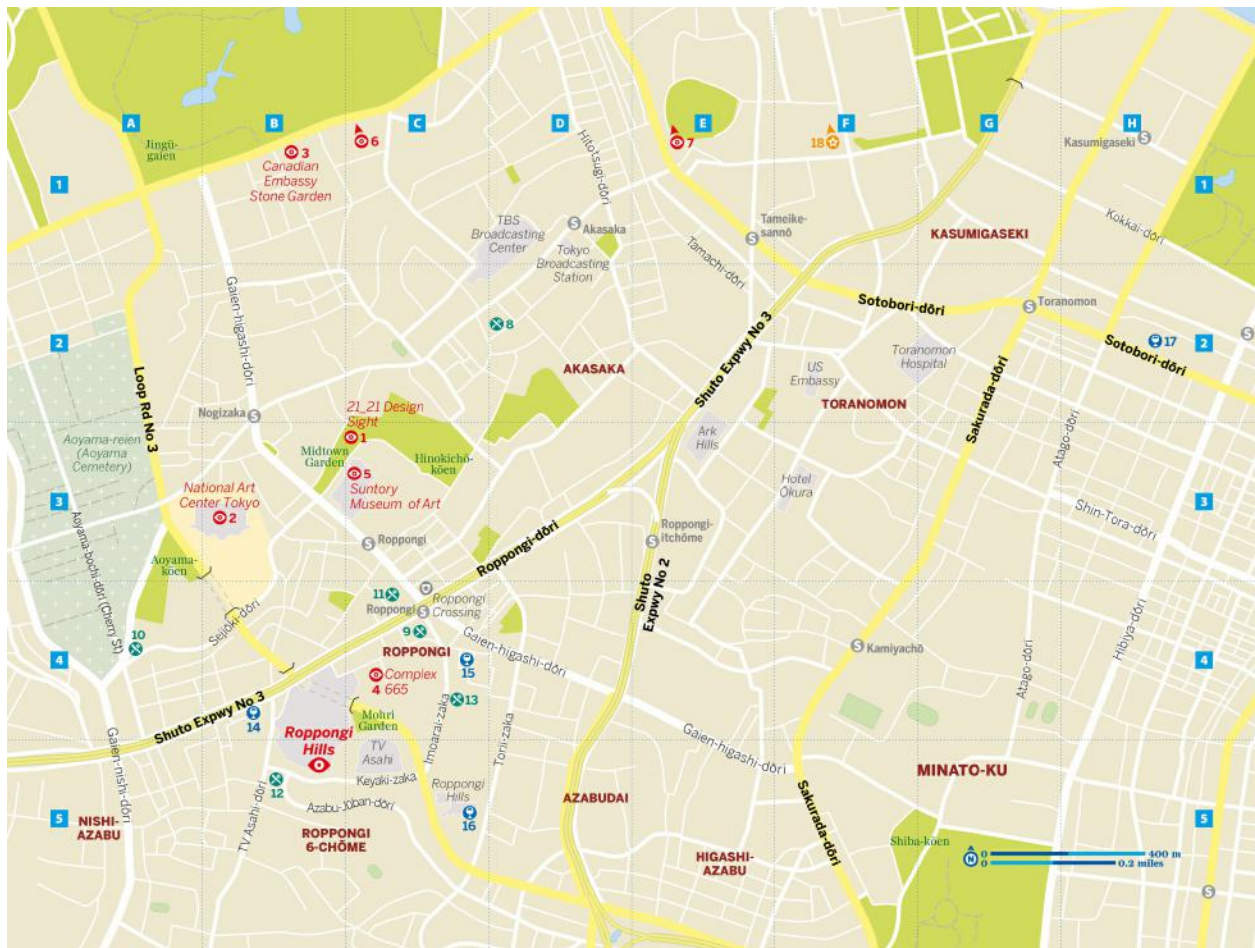 A
B
C
D
E
F
G
H
Jingū-
gaien
3
Canadian
Embassy
Stone Garden
6
7
18
Kasumigaseki
1
1
Hitotsugi-dōri
TBS
Broadcasting
Center
Akasaka
Tokyo
Broadcasting
Station
Tameike-
sannō
Tamachi-dōri
KASUMIGASEKI
Kokkai-dōri
Gaien-higashi-dōri
Sotobori-dōri
Toranomon
2
8
Shuto Expwy No 3
17
2
Sotobori-dōri
Loop Rd No 3
AKASAKA
US
Embassy
Toranomon
Hospital
TORANOMON
Sakurada-dōri
Nogizaka
21_21 Design
Sight
1
Aoyama-reien
(Aoyama
Cemetery)
Midtown
Garden
Hinokichō-
kōen
Ark
Hills
Atago-dōri
5
Suntory
Museum of Art
Hotel
Ōkura
3
National Art
Center Tokyo
2
3
Shin-Tora-dōri
Aoyama-bochi-dōri (Cherry St)
Roppongi
Roppongi-dōri
Roppongi-
itchōme
Aoyama-
kōen
Shuto
Expwy No 2
11
Roppongi
Roppongi
Crossing
Seijōki-dōri
10
9
ROPPONGI
Gaien-higashi-dōri
Kamiyachō
Hibiya-dōri
4
4
15
Complex
4 665
13
Atago-dōri
Shuto Expwy No 3
14
Mohri
Garden
Imoarai-zaka
Torii-zaka
Gaien-nishi-dōri
Roppongi
Hills
TV
Asahi
Gaien-higashi-dōri
MINATO-KU
12
Keyaki-zaka
Roppongi
Hills
TV Asahi-dōri
Azabu-Jūban-dōri
AZABUDAI
Sakurada-dōri
5
NISHI-
AZABU
16
5
ROPPONGI
6-CHŌME
HIGASHI-
AZABU
Shiba-kōen
N
0 400 m
0 0.2 miles